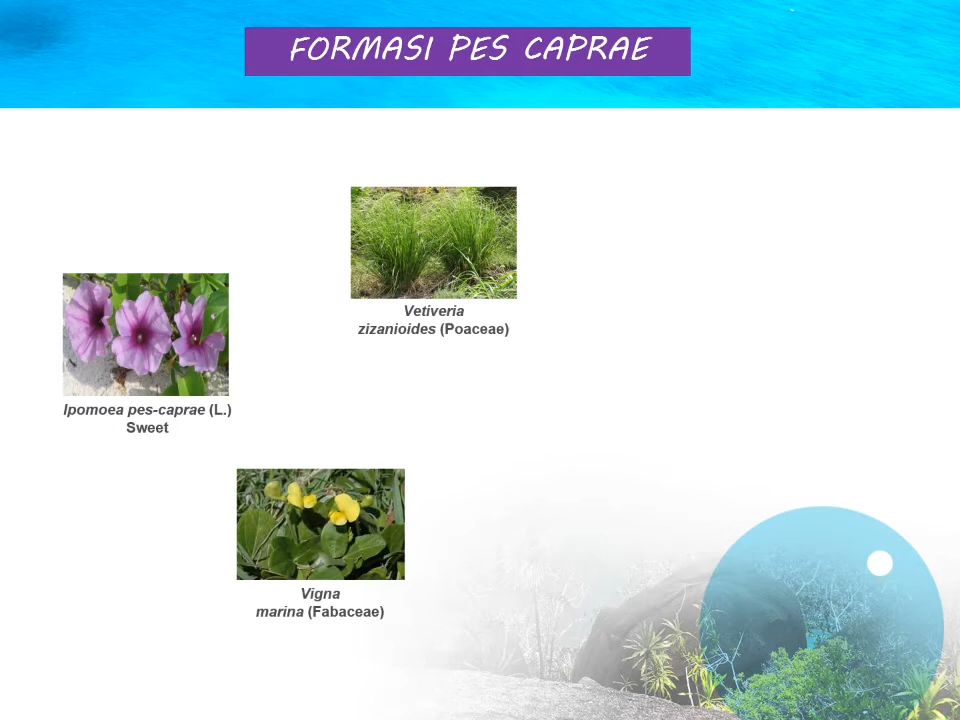 FORMASI PES CAPRAE
Vetiveria
zizanioides (Poaceae)
Ipomoea pes-caprae (L.)
Sweet
Vigna
marina (Fabaceae)